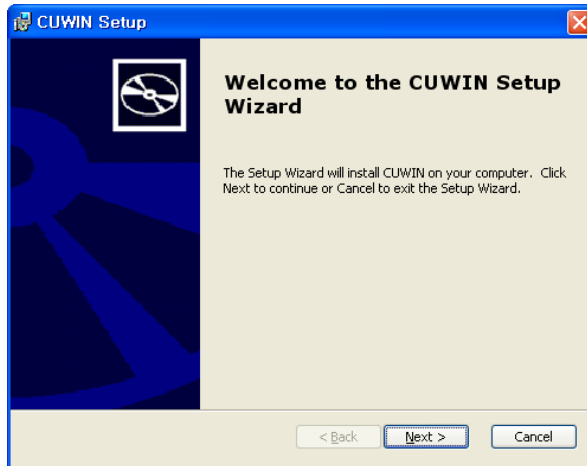 CUWIN Setup
Welcome to the CUWIN Setup
Wizard
The Setup Wizard will install CUWIN on your computer.  Click
Next to continue or Cancel to exit the Setup Wizard.
< Back
Next >
Cancel